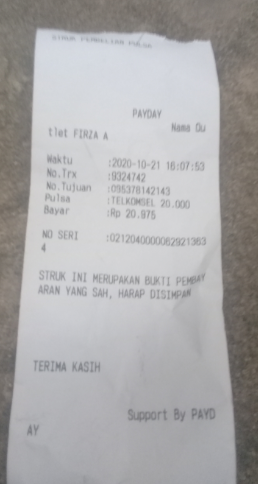 STRUK PEMBELIAN PULSA
PAYDAY
Nama Ou
tlet FIRZA A
Waktu :2020-10-21 16:07:53
No.Trx :9324742
No.Tujuan :095378142143
Pulsa :TELKOMSEL 20.000
Bayar :Rp 20.975
NO SERI :0212040000062921363
4
STRUK INI MERUPAKAN BUKTI PEMBAY
ARAN YANG SAH, HARAP DISIMPAN
TERIMA KASIH
Support By PAYD
AY